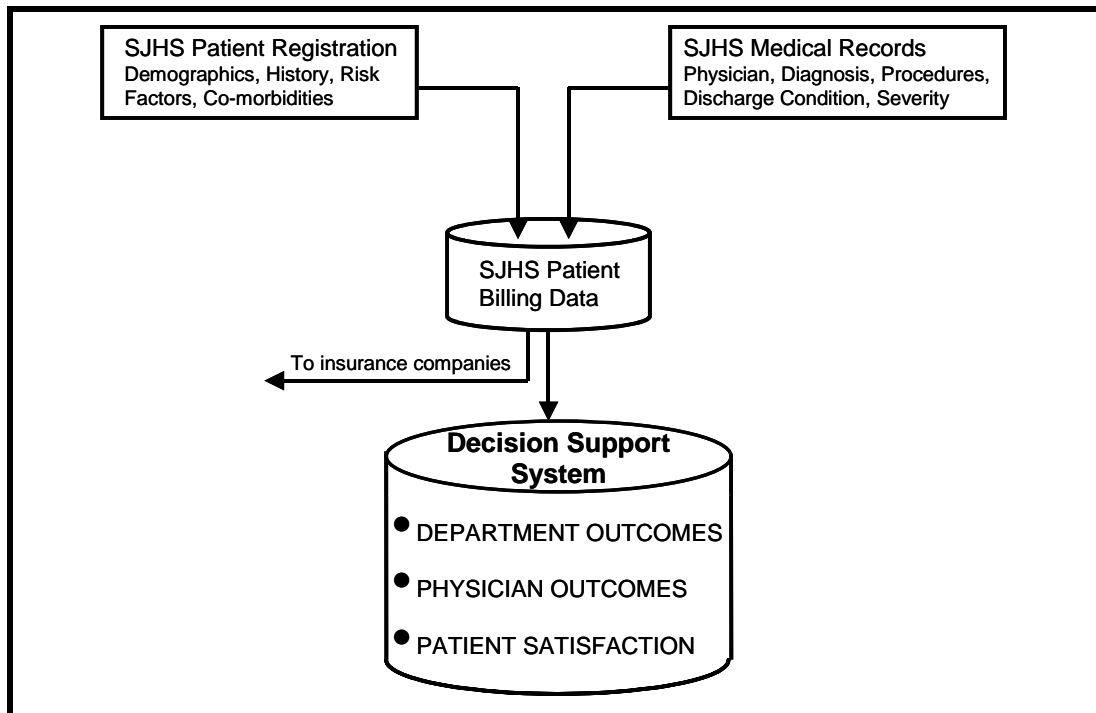 SJHS Patient Registration
Demographics, History, Risk
Factors, Co-morbidities
SJHS Medical Records
Physician, Diagnosis, Procedures,
Discharge Condition, Severity
SJHS Patient
Billing Data
To insurance companies
Decision Support
System
● DEPARTMENT OUTCOMES
● PHYSICIAN OUTCOMES
● PATIENT SATISFACTION